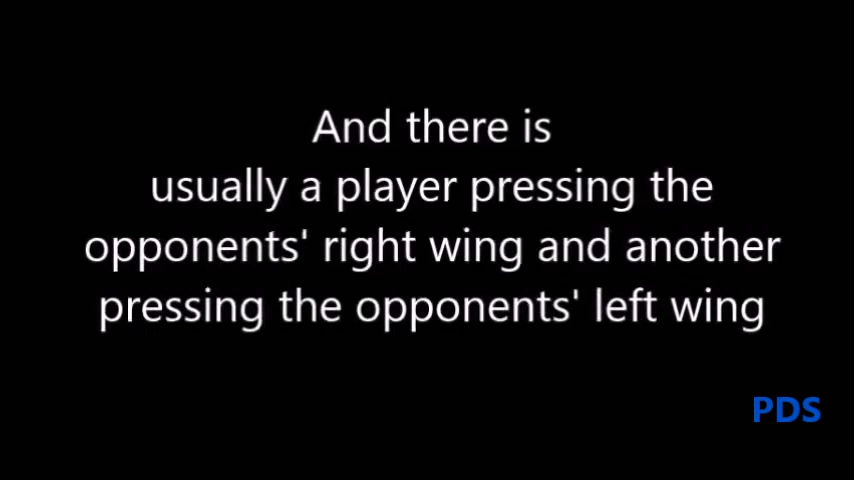 And there is
usually a player pressing the
opponents' right wing and another
pressing the opponents' left wing
PDS